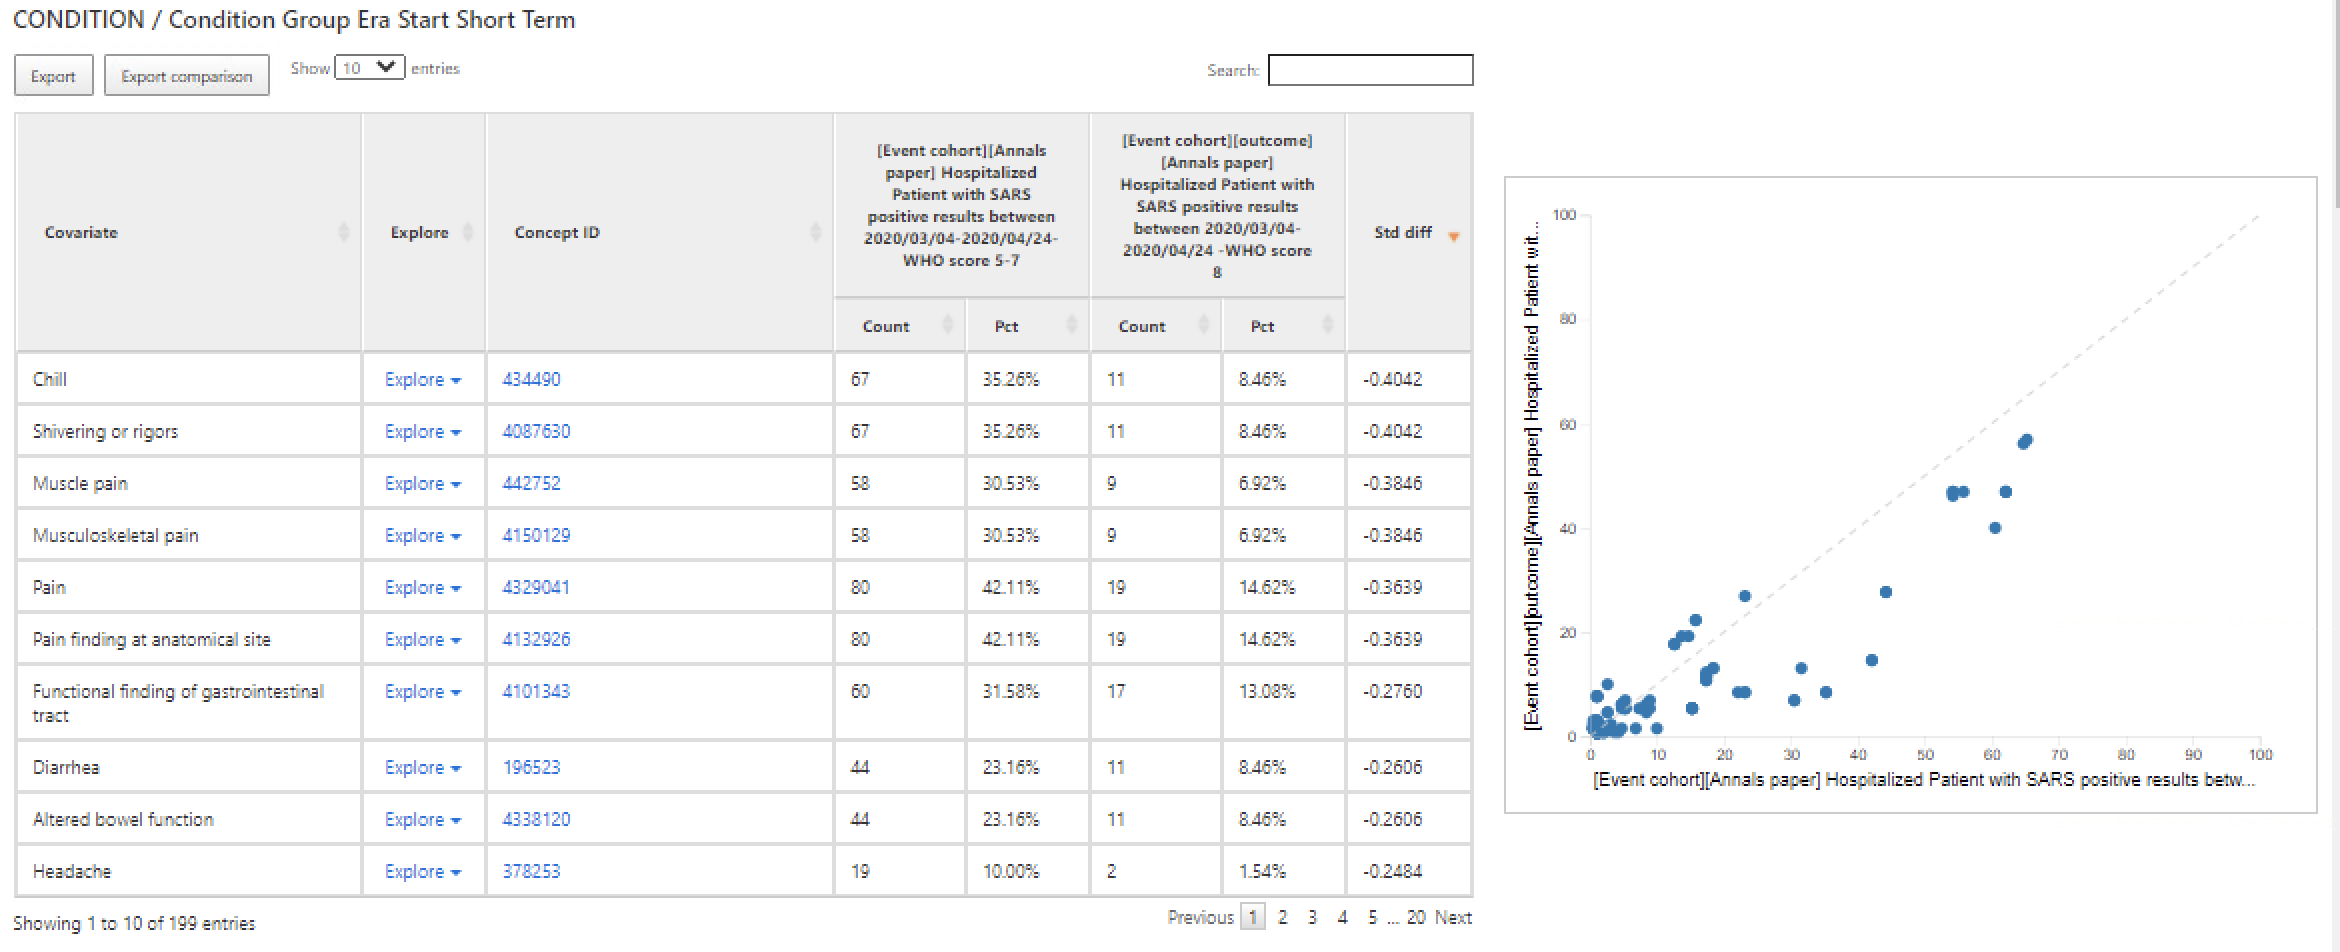 CONDITION / Condition Group Era Start Short Term
Export Export comparison Show 10 entries Search:
Covariate Explore Concept ID
[Event cohort][Annals
paper] Hospitalized
Patient with SARS
positive results between
2020/03/04-2020/04/24-
WHO score 5-7
[Event cohort][outcome]
[Annals paper]
Hospitalized Patient with
SARS positive results
between 2020/03/04-
2020/04/24 -WHO score
8
Std diff
Count Pct Count Pct
Chill Explore 434490 67 35.26% 11 8.46% -0.4042
Shivering or rigors Explore 4087630 67 35.26% 11 8.46% -0.4042
Muscle pain Explore 442752 58 30.53% 9 6.92% -0.3846
Musculoskeletal pain Explore 4150129 58 30.53% 9 6.92% -0.3846
Pain Explore 4329041 80 42.11% 19 14.62% -0.3639
Pain finding at anatomical site Explore 4132926 80 42.11% 19 14.62% -0.3639
Functional finding of gastrointestinal Explore 4101343 60 31.58% 17 13.08% -0.2760
tract
Diarrhea Explore 196523 44 23.16% 11 8.46% -0.2606
Altered bowel function Explore 4338120 44 23.16% 11 8.46% -0.2606
Headache Explore 378253 19 10.00% 2 1.54% -0.2484
Showing 1 to 10 of 199 entries
Previous 1 2 3 4 5 ... 20 Next
[Event cohort][outcome][Annals paper] Hospitalized Patient wit...
100
80
60
40
20
0
0 10 20 30 40 50 60 70 80 90 100
[Event cohort][Annals paper] Hospitalized Patient with SARS positive results betw...